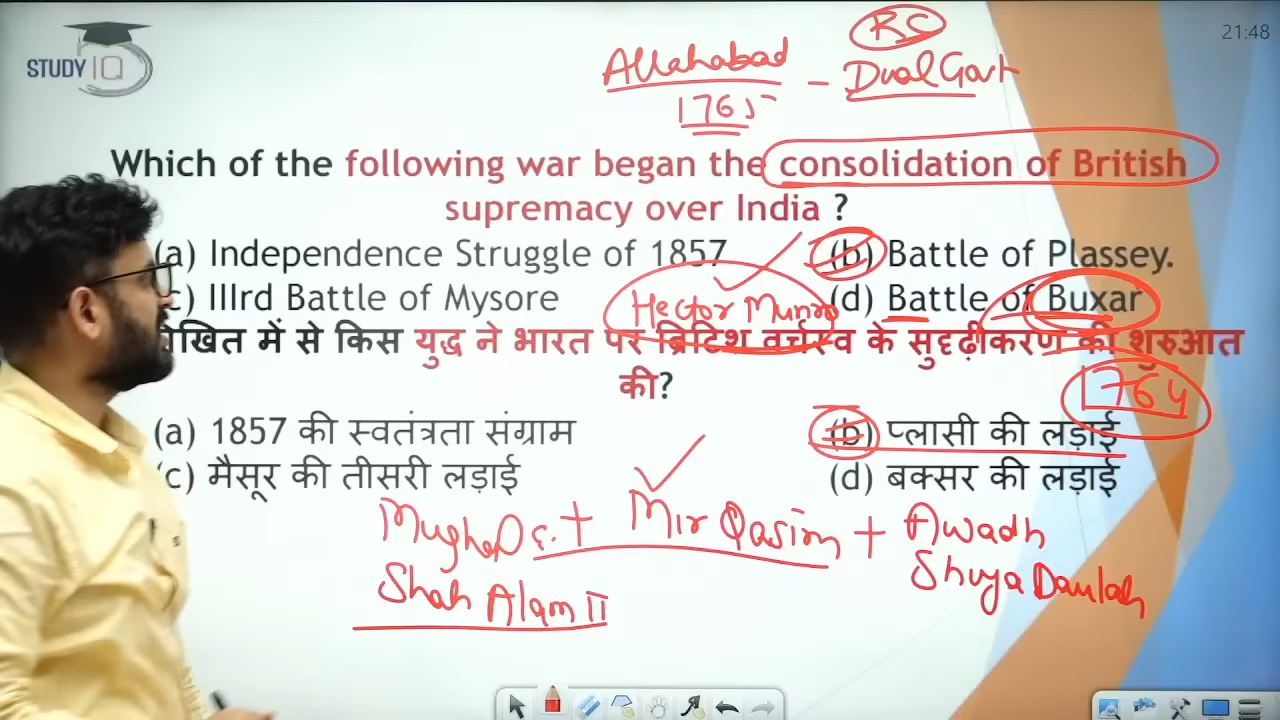 STUDY IQ
21:48
RC
Allahabad - Dual Govt
1765
Which of the following war began the consolidation of British
supremacy over India ?
(a) Independence Struggle of 1857 (b) Battle of Plassey.
c) IIIrd Battle of Mysore (d) Battle of Buxar
Hector Munro
खित में से किस युद्ध ने भारत पर ब्रिटिश वर्चस्व के सुदृढ़ीकरण की शुरुआत
की?
1764
(a) 1857 की स्वतंत्रता संग्राम (b) प्लासी की लड़ाई
c) मैसूर की तीसरी लड़ाई (d) बक्सर की लड़ाई
Mughals + Mir Qasim + Awadh
Shah Alam II Shuja Daulah